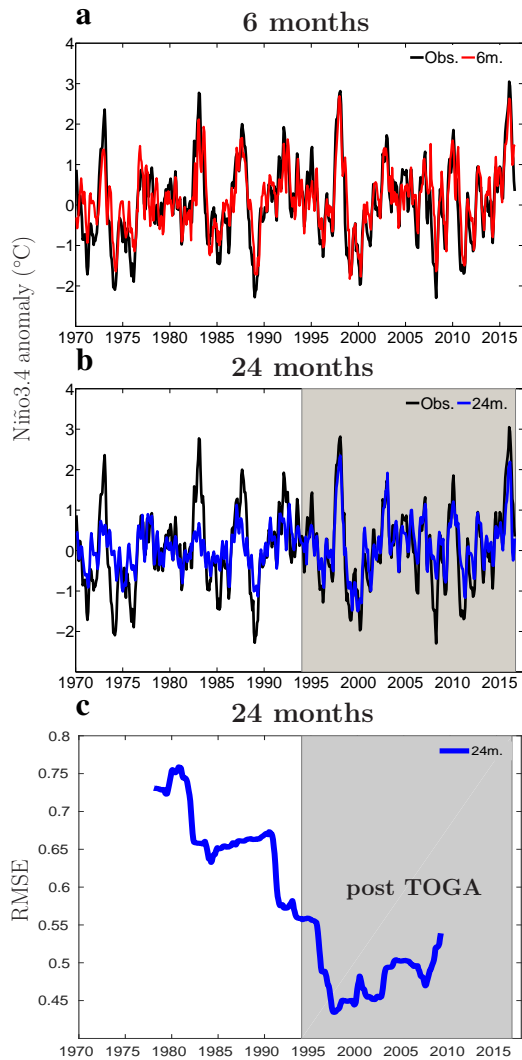 a
6 months
Obs. 6m.
4
3
2
1
0
−1
−2
1970 1975 1980 1985 1990 1995 2000 2005 2010 2015
Niño3.4 anomaly (°C)
b
24 months
Obs. 24m.
4
3
2
1
0
−1
−2
1970 1975 1980 1985 1990 1995 2000 2005 2010 2015
c
24 months
24m.
0.8
0.75
0.7
0.65
0.6
0.55
0.5
0.45
RMSE
post TOGA
1970 1975 1980 1985 1990 1995 2000 2005 2010 2015